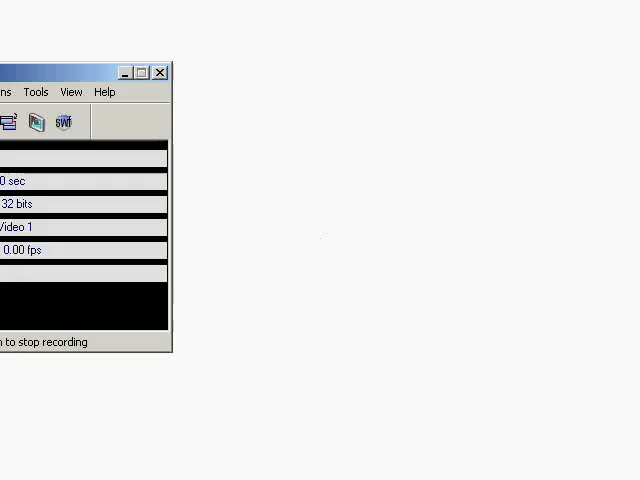 ns Tools View Help
SWF
0 sec
32 bits
Video 1
0.00 fps
n to stop recording